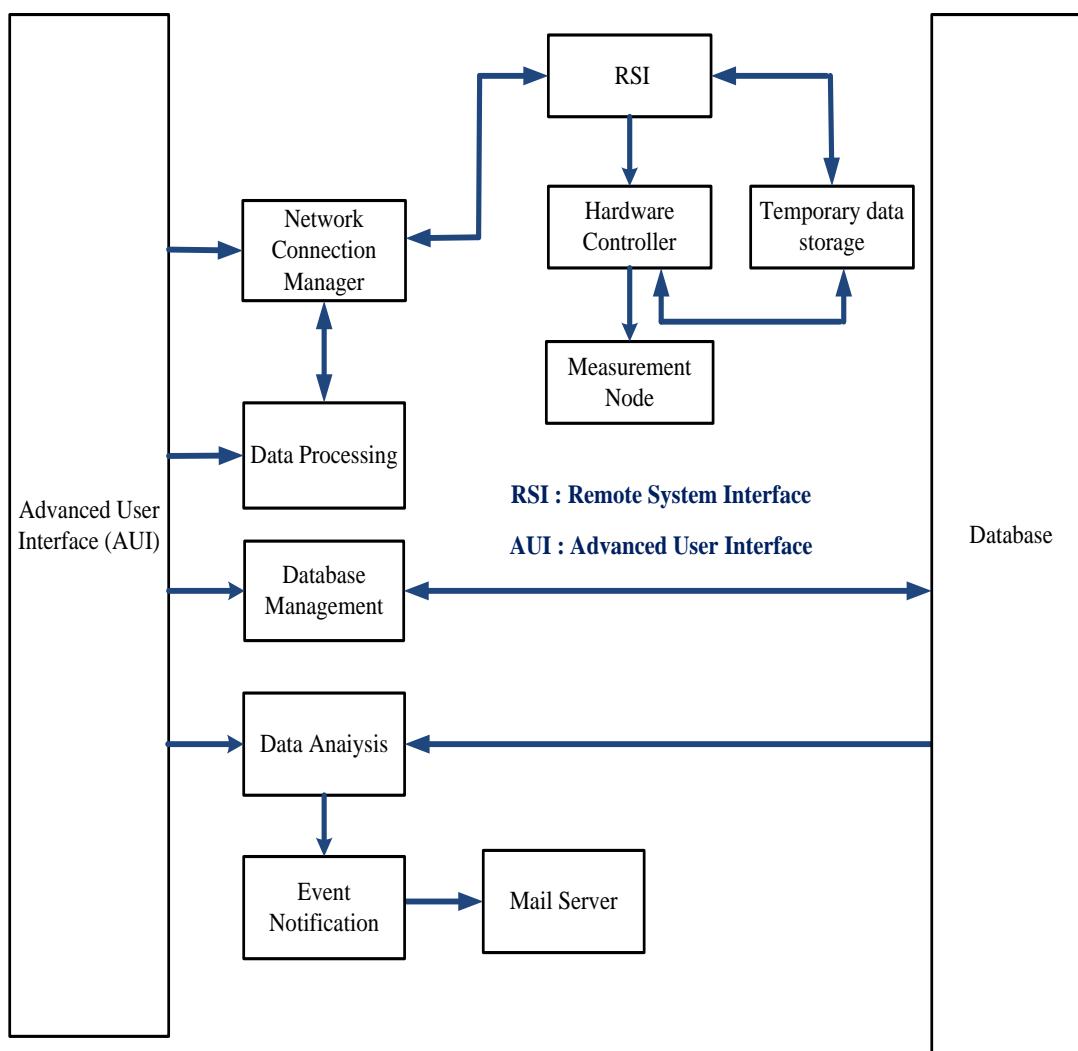 RSI
Network
Connection
Manager
Hardware
Controller
Temporary data
storage
Measurement
Node
Data Processing
Advanced User
Interface (AUI)
RSI : Remote System Interface
AUI : Advanced User Interface
Database
Database
Management
Data Anaiysis
Event
Notification
Mail Server